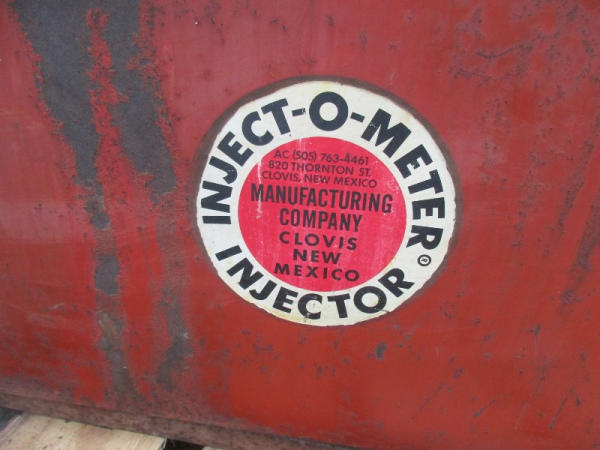 INJECT-O-METER®
AC (505) 763-4461
820 THORNTON ST.
CLOVIS, NEW MEXICO
MANUFACTURING
COMPANY
CLOVIS
NEW
MEXICO
INJECTOR